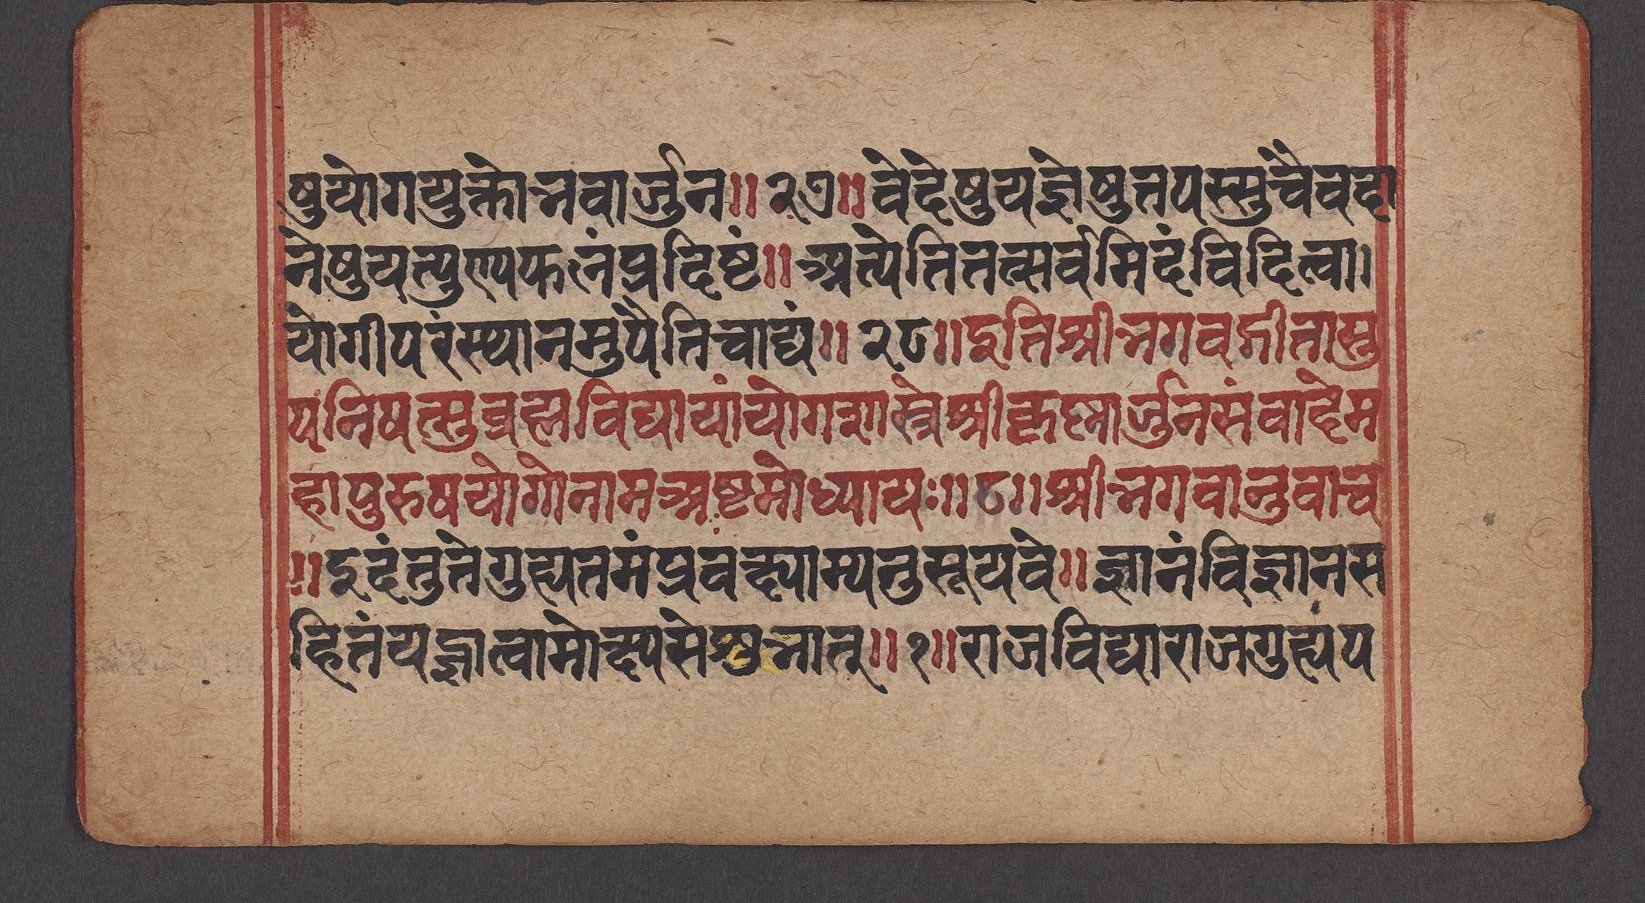 षुयोगयुक्तोभवार्जुन॥२७॥वेदेषुयज्ञेषुतपस्सुचैवदा
नेषुयत्पुण्यफलंप्रदिष्टं॥अत्येतितत्सर्वमिदंविदित्वा।
योगीपरंस्थानमुपैतिचाद्यं॥२८॥इतिश्रीभगवद्गीतासु
पनिषत्सुब्रह्मविद्यायांयोगशास्त्रेश्रीकृष्णार्जुनसंवादेम
हापुरुषयोगोनामअष्टमोध्यायः॥८॥श्रीभगवानुवाच
॥इदंतुतेगुह्यतमंप्रवक्ष्याम्यनुसूयवे॥ज्ञानंविज्ञानस
हितंयज्ज्ञात्वामोक्ष्यसेशुभात्॥१॥राजविद्याराजगुह्यंप